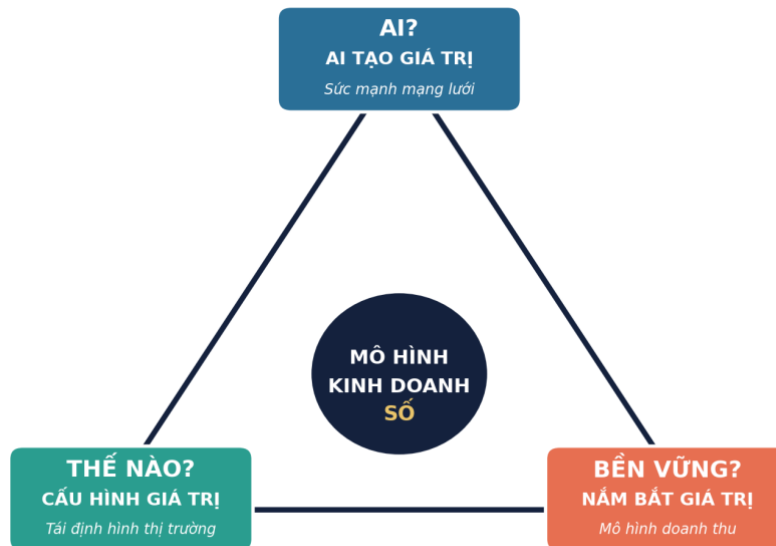 AI?
AI TẠO GIÁ TRỊ
Sức mạnh mạng lưới
MÔ HÌNH
KINH DOANH
SỐ
THẾ NÀO?
CẤU HÌNH GIÁ TRỊ
Tái định hình thị trường
BỀN VỮNG?
NẮM BẮT GIÁ TRỊ
Mô hình doanh thu